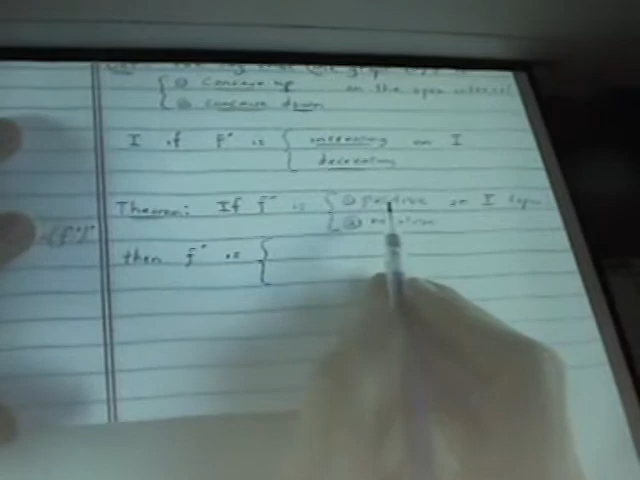 ① Concave up on the open interval
② concave down
I if f' is { increasing on I
decreasing
Theorem: If f" is { ① positive on I open
② negative
then f' is {